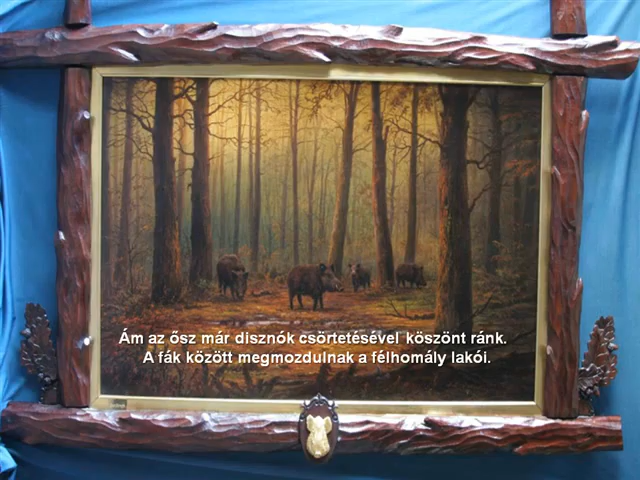 Ám az ősz már disznók csörtetésével köszönt ránk.
A fák között megmozdulnak a félhomály lakói.